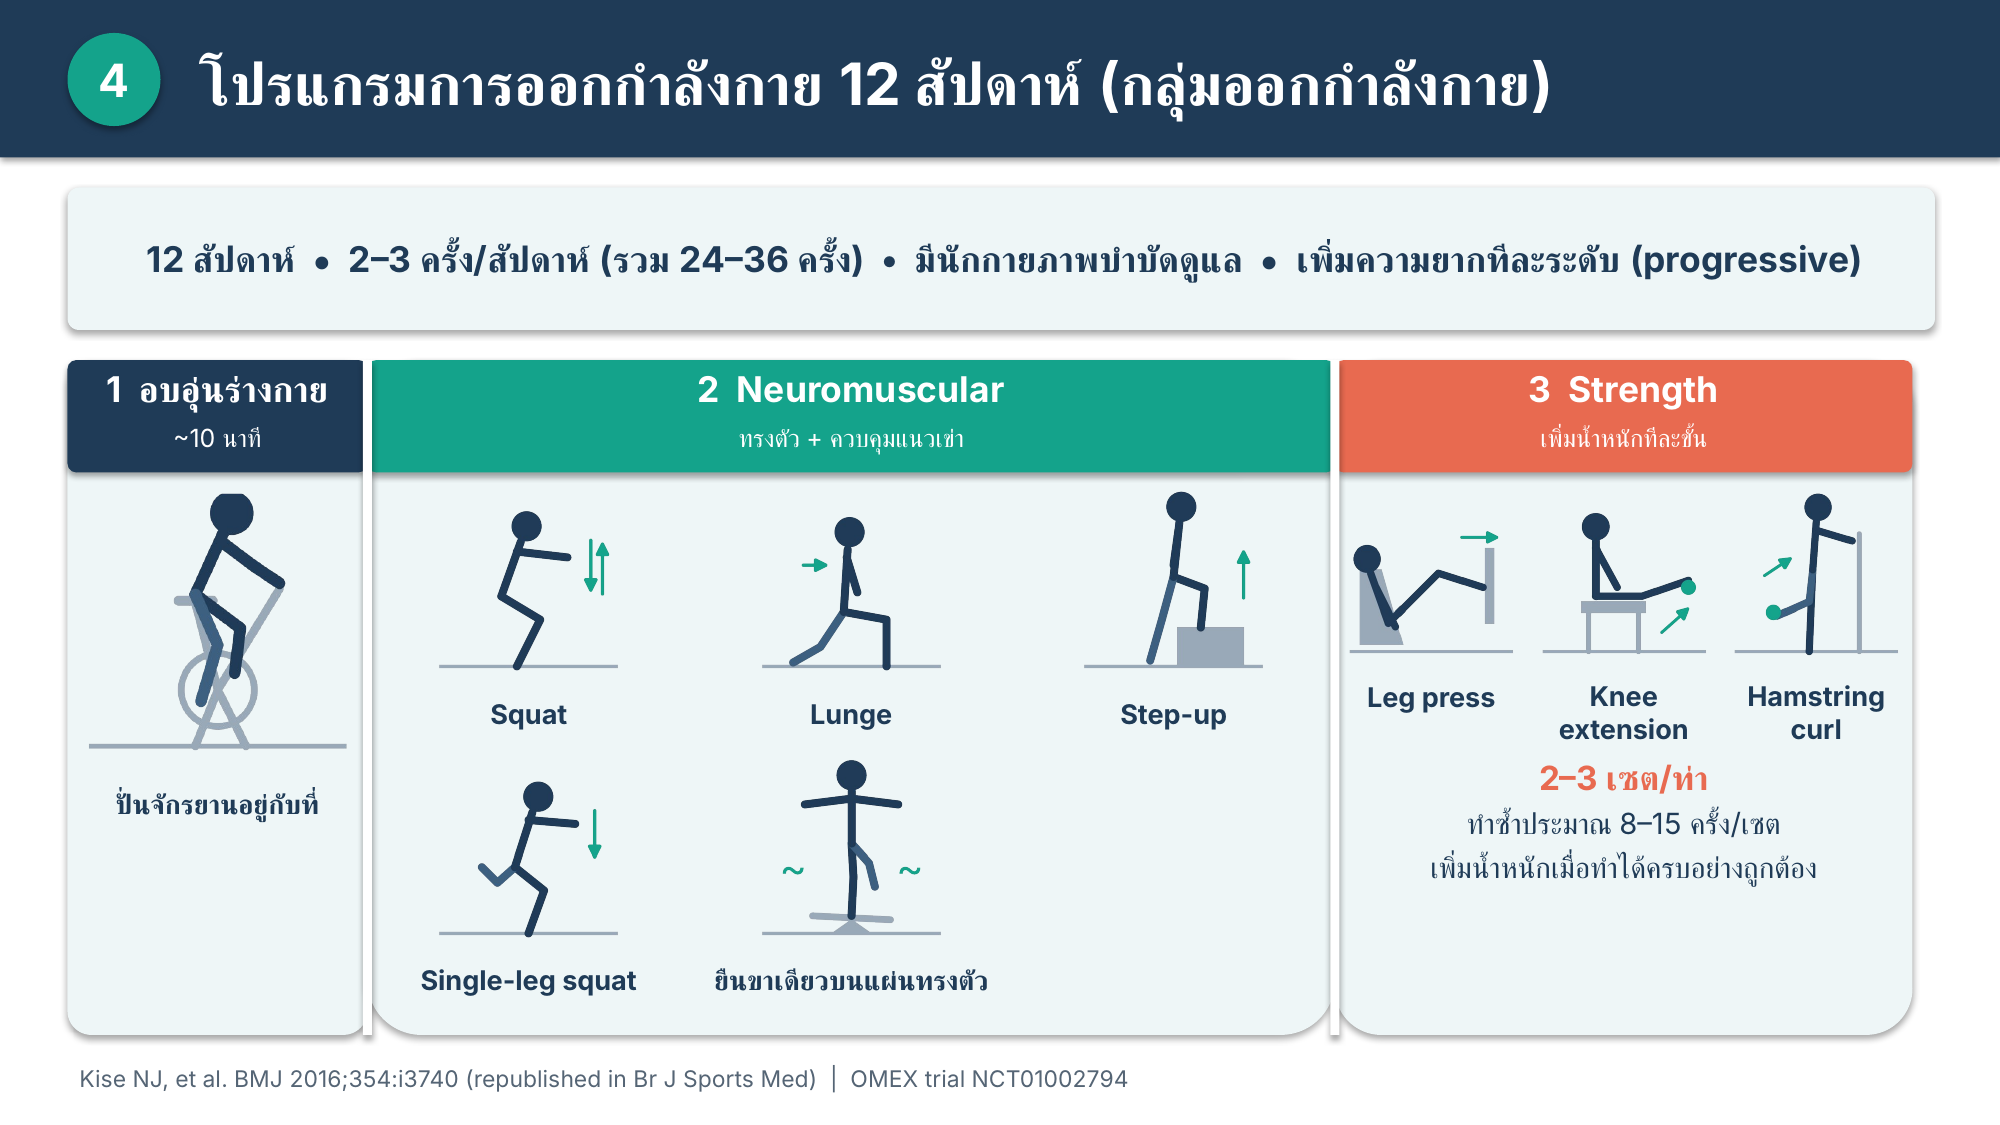 4
โปรแกรมการออกกำลังกาย 12 สัปดาห์ (กลุ่มออกกำลังกาย)
12 สัปดาห์ • 2–3 ครั้ง/สัปดาห์ (รวม 24–36 ครั้ง) • มีนักกายภาพบำบัดดูแล • เพิ่มความยากทีละระดับ (progressive)
1 อบอุ่นร่างกาย
~10 นาที
ปั่นจักรยานอยู่กับที่
2 Neuromuscular
ทรงตัว + ควบคุมแนวเข่า
Squat
Lunge
Step-up
~ ~
Single-leg squat
ยืนขาเดียวบนแผ่นทรงตัว
3 Strength
เพิ่มน้ำหนักทีละขั้น
Leg press
Knee
extension
Hamstring
curl
2–3 เซต/ท่า
ทำซ้ำประมาณ 8–15 ครั้ง/เซต
เพิ่มน้ำหนักเมื่อทำได้ครบอย่างถูกต้อง
Kise NJ, et al. BMJ 2016;354:i3740 (republished in Br J Sports Med) | OMEX trial NCT01002794